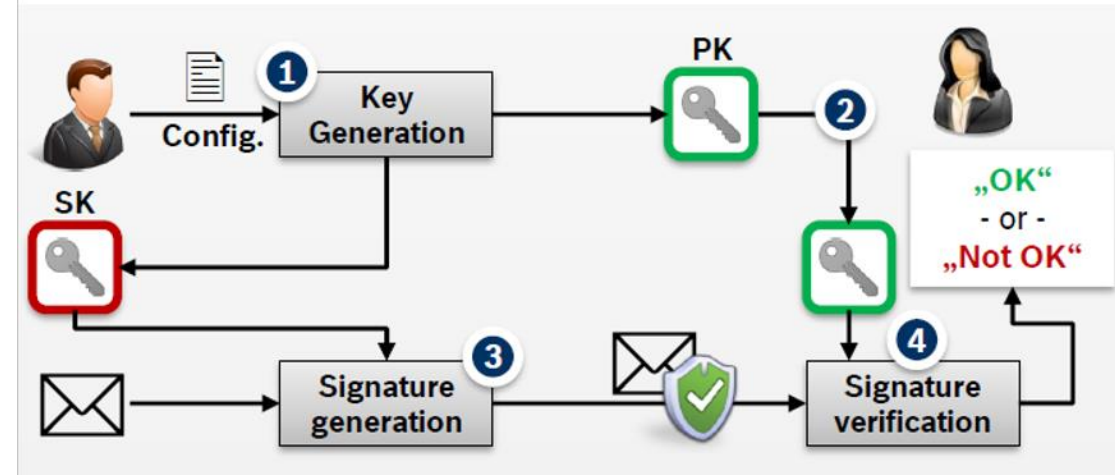 PK
1
Key
Generation
Config.
2
SK
„OK“
- or -
„Not OK“
3
4
Signature
generation
Signature
verification